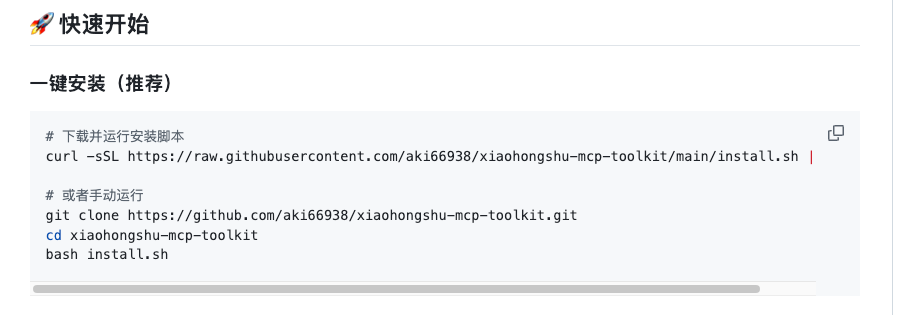 🚀 快速开始
一键安装（推荐）
# 下载并运行安装脚本
curl -sSL https://raw.githubusercontent.com/aki66938/xiaohongshu-mcp-toolkit/main/install.sh |
# 或者手动运行
git clone https://github.com/aki66938/xiaohongshu-mcp-toolkit.git
cd xiaohongshu-mcp-toolkit
bash install.sh